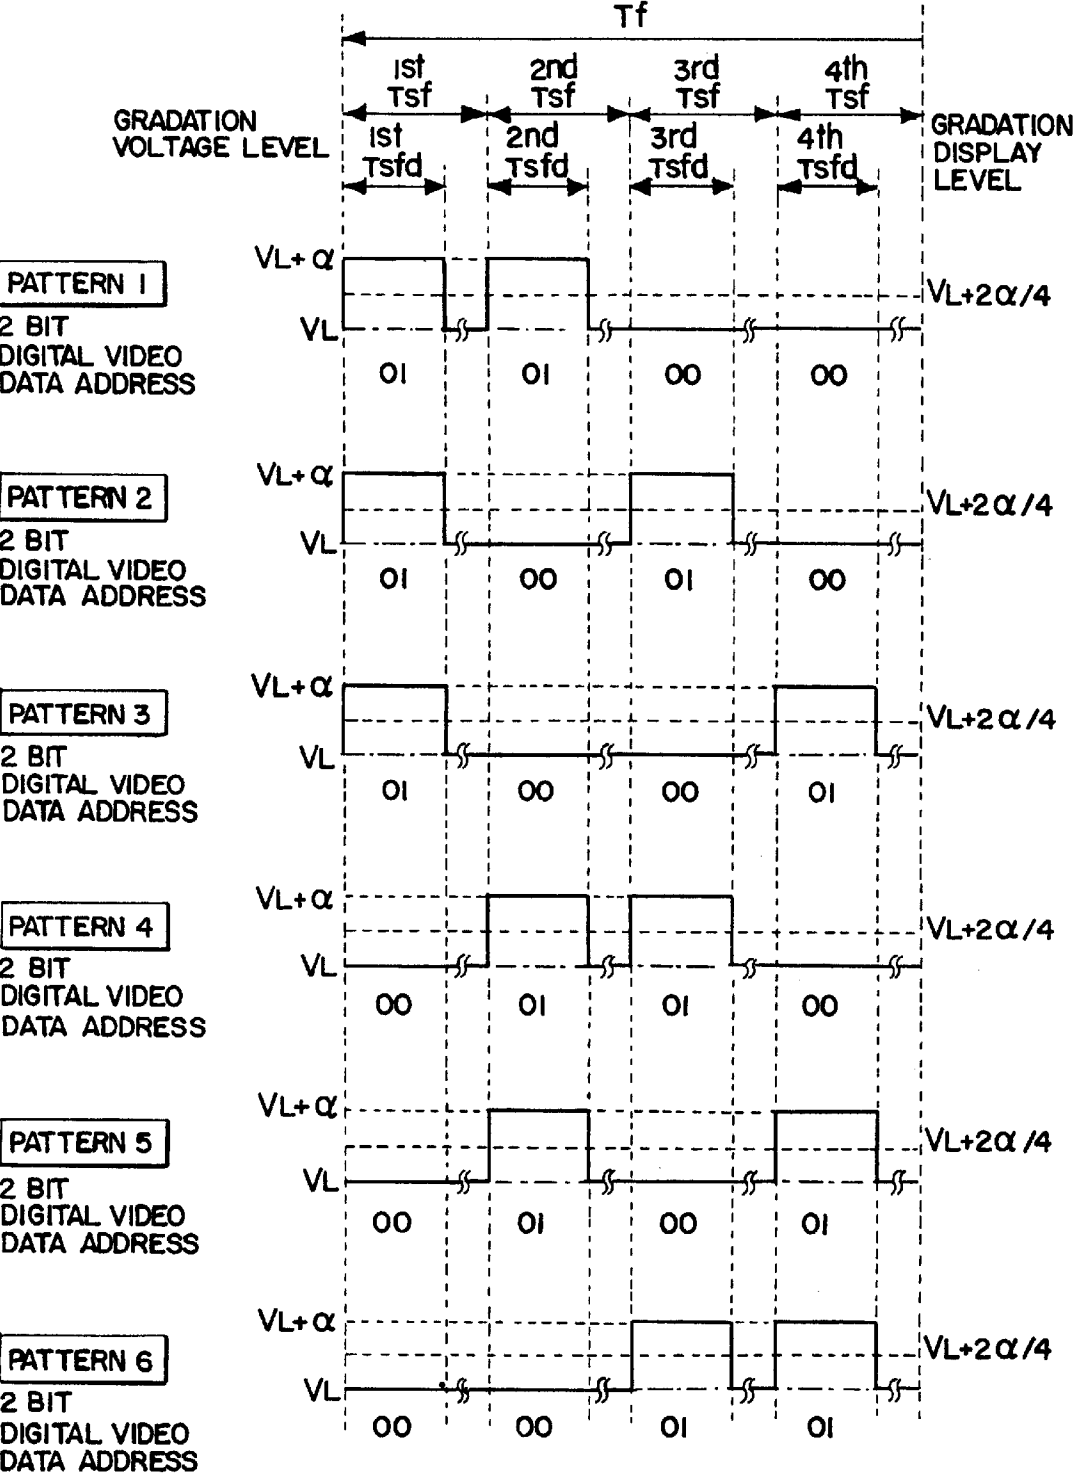 Tf
1st 2nd 3rd 4th
Tsf Tsf Tsf Tsf
GRADATION
VOLTAGE LEVEL
1st 2nd 3rd 4th
Tsfd Tsfd Tsfd Tsfd
GRADATION
DISPLAY
LEVEL
VL+α
PATTERN 1
VL+2α/4
VL
2 BIT
DIGITAL VIDEO
DATA ADDRESS
01 01 00 00
VL+α
PATTERN 2
VL+2α/4
VL
2 BIT
DIGITAL VIDEO
DATA ADDRESS
01 00 01 00
VL+α
PATTERN 3
VL+2α/4
VL
2 BIT
DIGITAL VIDEO
DATA ADDRESS
01 00 00 01
VL+α
PATTERN 4
VL+2α/4
VL
2 BIT
DIGITAL VIDEO
DATA ADDRESS
00 01 01 00
VL+α
PATTERN 5
VL+2α/4
VL
2 BIT
DIGITAL VIDEO
DATA ADDRESS
00 01 00 01
VL+α
PATTERN 6
VL+2α/4
VL
2 BIT
DIGITAL VIDEO
DATA ADDRESS
00 00 01 01